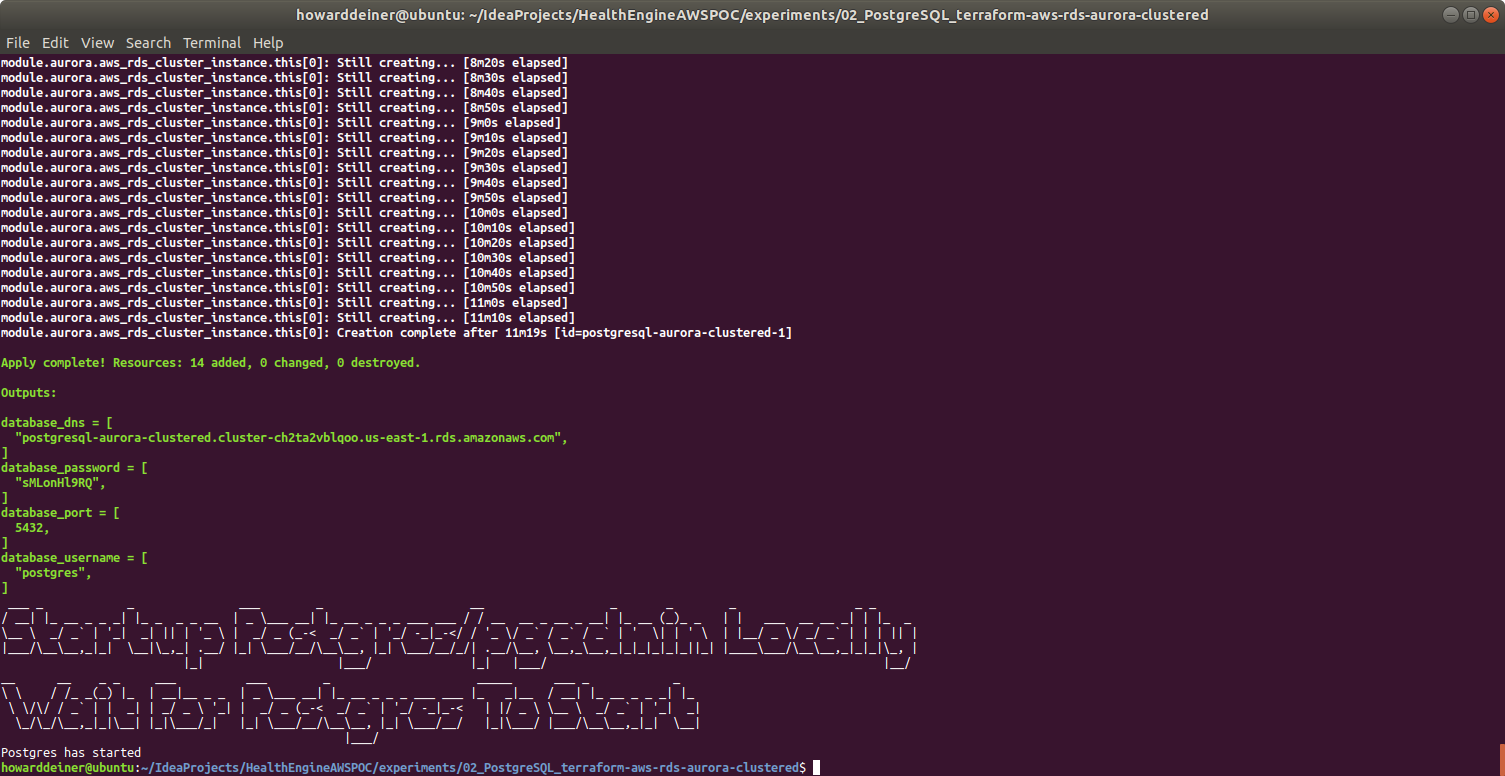 howarddeiner@ubuntu: ~/IdeaProjects/HealthEngineAWSPOC/experiments/02_PostgreSQL_terraform-aws-rds-aurora-clustered
File Edit View Search Terminal Help
module.aurora.aws_rds_cluster_instance.this[0]: Still creating... [8m20s elapsed]
module.aurora.aws_rds_cluster_instance.this[0]: Still creating... [8m30s elapsed]
module.aurora.aws_rds_cluster_instance.this[0]: Still creating... [8m40s elapsed]
module.aurora.aws_rds_cluster_instance.this[0]: Still creating... [8m50s elapsed]
module.aurora.aws_rds_cluster_instance.this[0]: Still creating... [9m0s elapsed]
module.aurora.aws_rds_cluster_instance.this[0]: Still creating... [9m10s elapsed]
module.aurora.aws_rds_cluster_instance.this[0]: Still creating... [9m20s elapsed]
module.aurora.aws_rds_cluster_instance.this[0]: Still creating... [9m30s elapsed]
module.aurora.aws_rds_cluster_instance.this[0]: Still creating... [9m40s elapsed]
module.aurora.aws_rds_cluster_instance.this[0]: Still creating... [9m50s elapsed]
module.aurora.aws_rds_cluster_instance.this[0]: Still creating... [10m0s elapsed]
module.aurora.aws_rds_cluster_instance.this[0]: Still creating... [10m10s elapsed]
module.aurora.aws_rds_cluster_instance.this[0]: Still creating... [10m20s elapsed]
module.aurora.aws_rds_cluster_instance.this[0]: Still creating... [10m30s elapsed]
module.aurora.aws_rds_cluster_instance.this[0]: Still creating... [10m40s elapsed]
module.aurora.aws_rds_cluster_instance.this[0]: Still creating... [10m50s elapsed]
module.aurora.aws_rds_cluster_instance.this[0]: Still creating... [11m0s elapsed]
module.aurora.aws_rds_cluster_instance.this[0]: Still creating... [11m10s elapsed]
module.aurora.aws_rds_cluster_instance.this[0]: Creation complete after 11m19s [id=postgresql-aurora-clustered-1]
Apply complete! Resources: 14 added, 0 changed, 0 destroyed.
Outputs:
database_dns = [
"postgresql-aurora-clustered.cluster-ch2ta2vblqoo.us-east-1.rds.amazonaws.com",
]
database_password = [
"sMLonHl9RQ",
]
database_port = [
5432,
]
database_username = [
"postgres",
]
Startup Postgres/pgadmin Locally
Wait For Postgres To Start
Postgres has started
howarddeiner@ubuntu:~/IdeaProjects/HealthEngineAWSPOC/experiments/02_PostgreSQL_terraform-aws-rds-aurora-clustered$